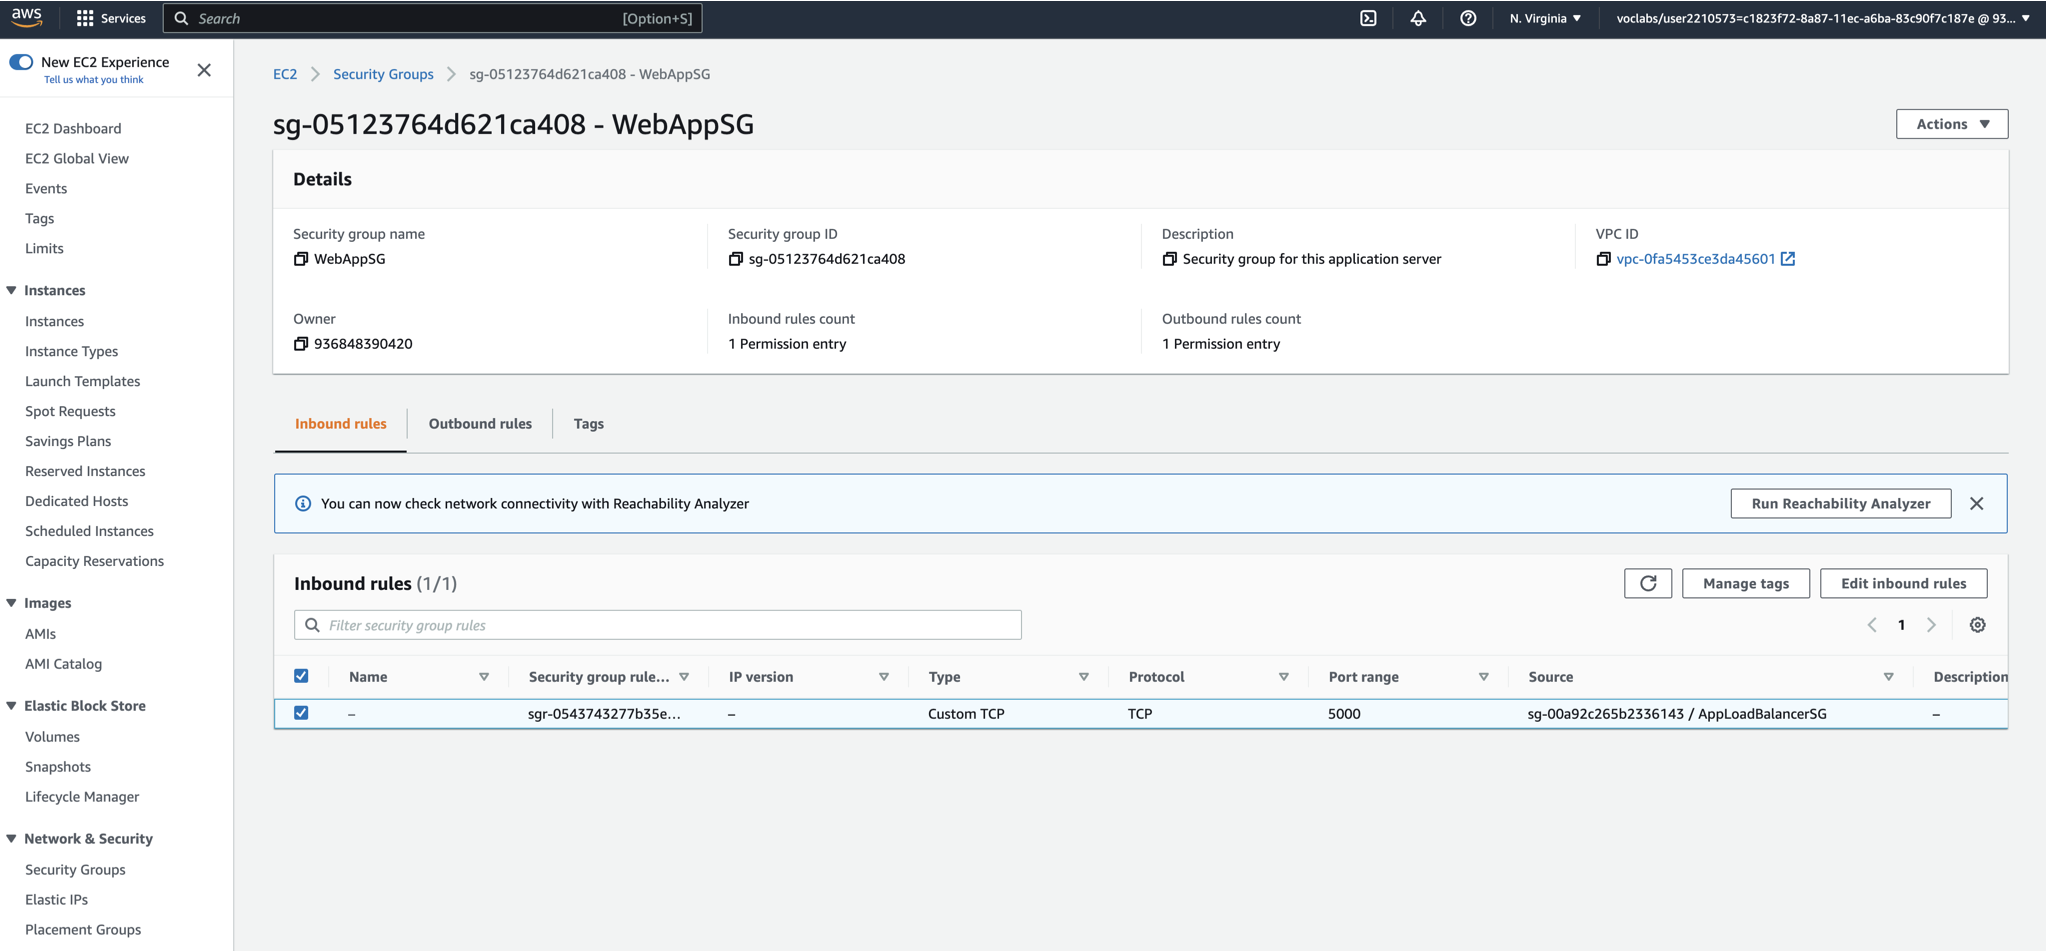 aws
Services
Search [Option+S]
N. Virginia
voclabs/user2210573=c1823f72-8a87-11ec-a6ba-83c90f7c187e @ 93...
New EC2 Experience
Tell us what you think
EC2 Dashboard
EC2 Global View
Events
Tags
Limits
Instances
Instances
Instance Types
Launch Templates
Spot Requests
Savings Plans
Reserved Instances
Dedicated Hosts
Scheduled Instances
Capacity Reservations
Images
AMIs
AMI Catalog
Elastic Block Store
Volumes
Snapshots
Lifecycle Manager
Network & Security
Security Groups
Elastic IPs
Placement Groups
EC2 > Security Groups > sg-05123764d621ca408 - WebAppSG
sg-05123764d621ca408 - WebAppSG
Actions
Details
Security group name
WebAppSG
Security group ID
sg-05123764d621ca408
Description
Security group for this application server
VPC ID
vpc-0fa5453ce3da45601
Owner
936848390420
Inbound rules count
1 Permission entry
Outbound rules count
1 Permission entry
Inbound rules Outbound rules Tags
You can now check network connectivity with Reachability Analyzer
Run Reachability Analyzer
Inbound rules (1/1)
Manage tags
Edit inbound rules
Filter security group rules
1
Name Security group rule... IP version Type Protocol Port range Source Description
– sgr-0543743277b35e... – Custom TCP TCP 5000 sg-00a92c265b2336143 / AppLoadBalancerSG –